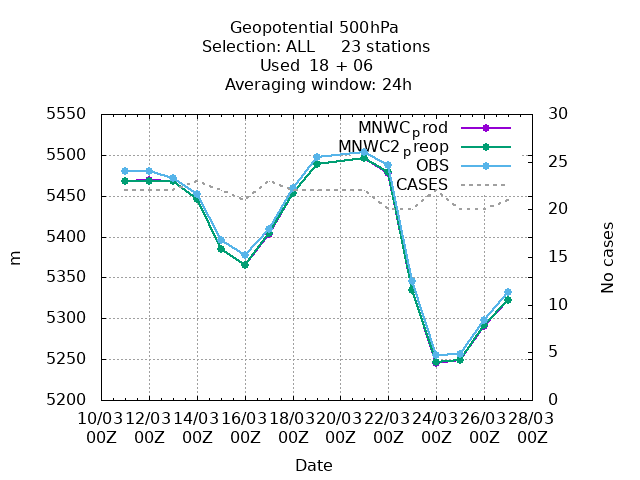 Geopotential 500hPa
Selection: ALL 23 stations
Used 18 + 06
Averaging window: 24h
5550
5500
5450
5400
5350
5300
5250
5200
m
30
25
20
15
10
5
0
No cases
MNWCprod
MNWC2preop
OBS
CASES
10/03 12/03 14/03 16/03 18/03 20/03 22/03 24/03 26/03 28/03
00Z 00Z 00Z 00Z 00Z 00Z 00Z 00Z 00Z 00Z
Date